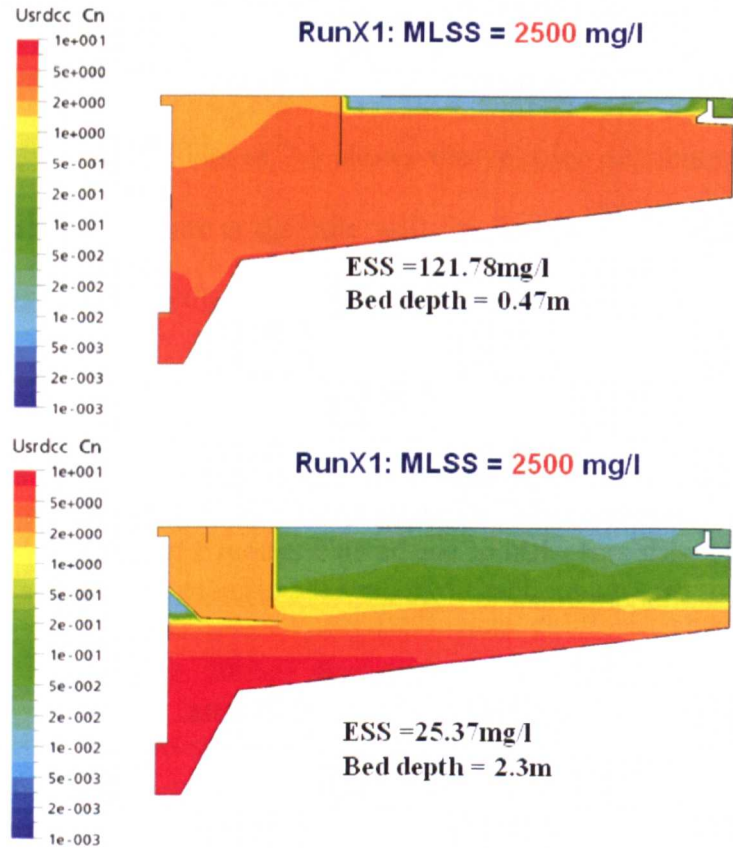 Usrdcc Cn
RunX1: MLSS = 2500 mg/l
1e+001
5e+000
2e+000
1e+000
5e-001
2e-001
1e-001
5e-002
2e-002
1e-002
5e-003
2e-003
1e-003
ESS =121.78mg/l
Bed depth = 0.47m
Usrdcc Cn
RunX1: MLSS = 2500 mg/l
1e+001
5e+000
2e+000
1e+000
5e-001
2e-001
1e-001
5e-002
2e-002
1e-002
5e-003
2e-003
1e-003
ESS =25.37mg/l
Bed depth = 2.3m